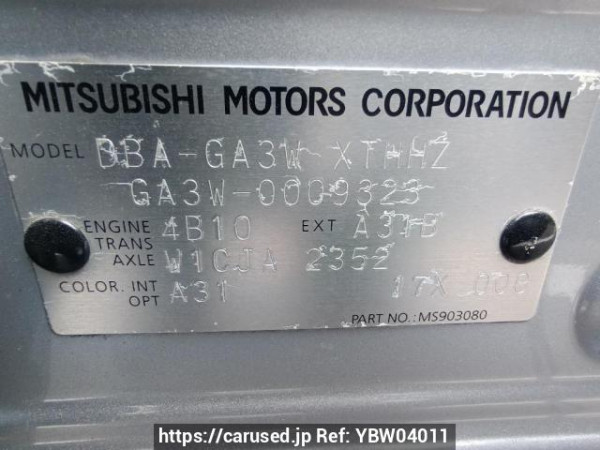 MITSUBISHI MOTORS CORPORATION
MODEL DBA-GA3W XTHHZ
GA3W-0009323
ENGINE 4B10 EXT A31B
TRANS
AXLE W1CJA 2352
COLOR. INT A31
OPT 17X 00C
PART NO.: MS903080
https://carused.jp Ref: YBW04011